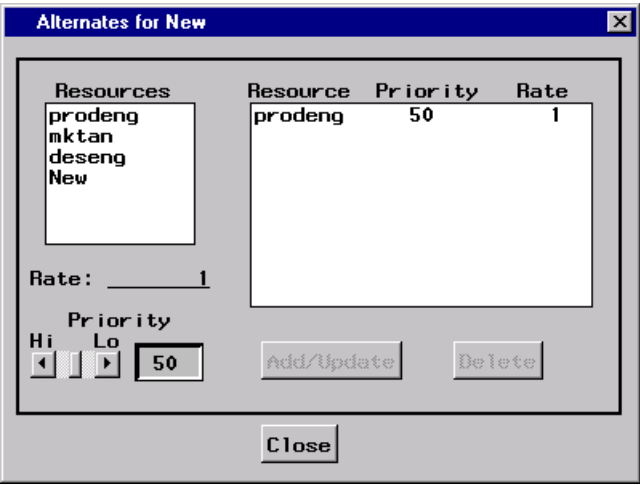 Alternates for New
Resources
prodeng
mktan
deseng
New
Resource Priority Rate
prodeng 50 1
Rate: 1
Priority
Hi Lo
50
Add/Update Delete
Close